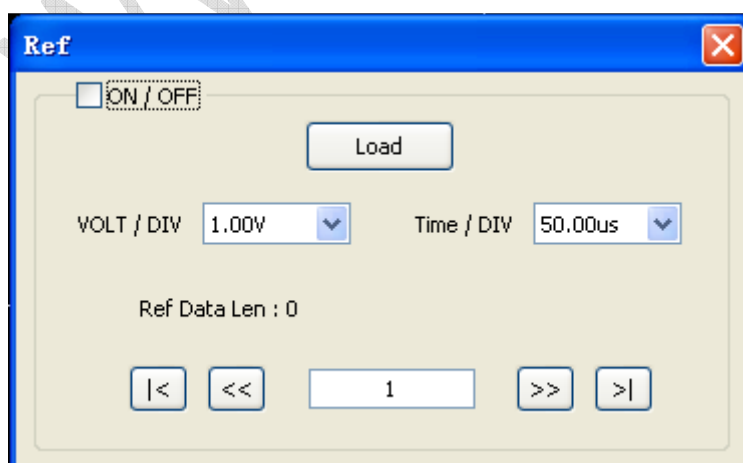 Ref
ON / OFF
Load
VOLT / DIV 1.00V Time / DIV 50.00us
Ref Data Len : 0
|< << 1 >> >|